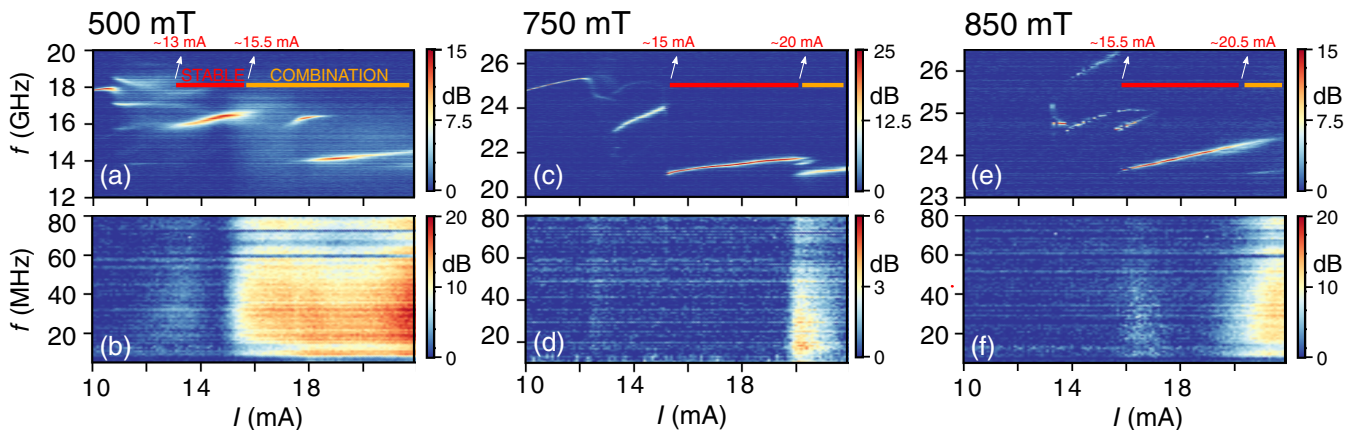 500 mT
750 mT
850 mT
~13 mA
~15.5 mA
~15 mA
~20 mA
~15.5 mA
~20.5 mA
STABLE
COMBINATION
f (GHz)
20
18
16
14
12
(a)
15
dB
7.5
0
26
24
22
20
(c)
25
dB
12.5
0
26
25
24
23
(e)
15
dB
7.5
0
f (MHz)
80
60
40
20
(b)
20
dB
10
0
80
60
40
20
(d)
6
dB
3
0
80
60
40
20
(f)
20
dB
10
0
10
14
18
I (mA)
10
14
18
I (mA)
10
14
18
I (mA)